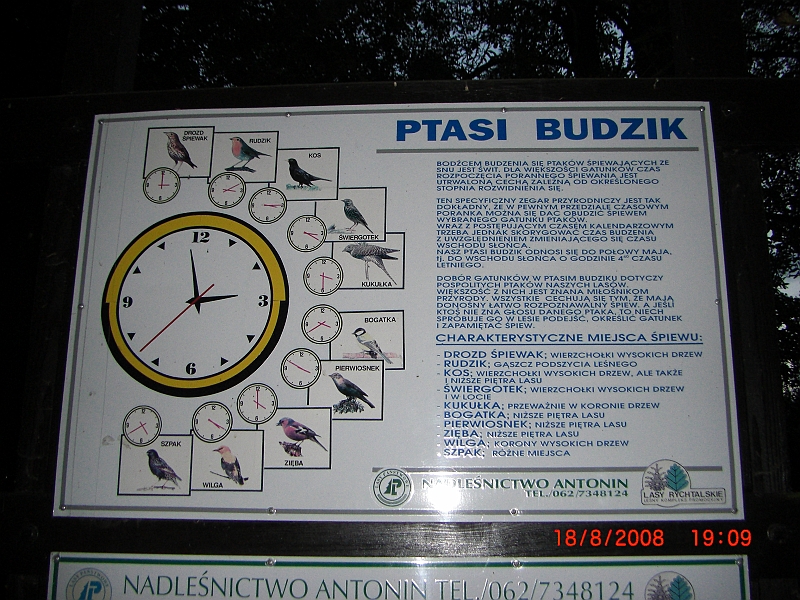 PTASI BUDZIK
DROZD
ŚPIEWAK
RUDZIK
KOS
ŚWIERGOTEK
KUKUŁKA
BOGATKA
PIERWIOSNEK
ZIĘBA
WILGA
SZPAK
12
3
6
9
BODŹCEM BUDZENIA SIĘ PTAKÓW ŚPIEWAJĄCYCH ZE
SNU JEST ŚWIT. DLA WIĘKSZOŚCI GATUNKÓW CZAS
ROZPOCZĘCIA PORANNEGO ŚPIEWANIA JEST
UTRWALONĄ CECHĄ ZALEŻNĄ OD OKREŚLONEGO
STOPNIA ROZWIDNIENIA SIĘ.
TEN SPECYFICZNY ZEGAR PRZYRODNICZY JEST TAK
DOKŁADNY, ŻE W PEWNYM PRZEDZIALE CZASOWYM
PORANKA MOŻNA SIĘ DAĆ OBUDZIĆ ŚPIEWEM
WYBRANEGO GATUNKU PTAKÓW.
WRAZ Z POSTĘPUJĄCYM CZASEM KALENDARZOWYM
TRZEBA JEDNAK SKORYGOWAĆ CZAS BUDZENIA
Z UWZGLĘDNIENIEM ZMIENIAJĄCEGO SIĘ CZASU
WSCHODU SŁOŃCA.
NASZ PTASI BUDZIK ODNOSI SIĘ DO POŁOWY MAJA,
tj. DO WSCHODU SŁOŃCA O GODZINIE 4 CZASU
LETNIEGO.
DOBÓR GATUNKÓW W PTASIM BUDZIKU DOTYCZY
POSPOLITYCH PTAKÓW NASZYCH LASÓW.
WIĘKSZOŚĆ Z NICH JEST ZNANA MIŁOŚNIKOM
PRZYRODY. WSZYSTKIE CECHUJĄ SIĘ TYM, ŻE MAJĄ
DONOŚNY ŁATWO ROZPOZNAWALNY ŚPIEW. A JEŚLI
KTOŚ NIE ZNA GŁOSU DANEGO PTAKA, TO NIECH
SPRÓBUJE GO W LESIE PODEJŚĆ, OKREŚLIĆ GATUNEK
I ZAPAMIĘTAĆ ŚPIEW.
CHARAKTERYSTYCZNE MIEJSCA ŚPIEWU:
- DROZD ŚPIEWAK; WIERZCHOŁKI WYSOKICH DRZEW
- RUDZIK; GĄSZCZ PODSZYCIA LEŚNEGO
- KOS; WIERZCHOŁKI WYSOKICH DRZEW, ALE TAKŻE
I NIŻSZE PIĘTRA LASU
- ŚWIERGOTEK; WIERZCHOŁKI WYSOKICH DRZEW
I W LOCIE
- KUKUŁKA; PRZEWAŻNIE W KORONIE DRZEW
- BOGATKA; NIŻSZE PIĘTRA LASU
- PIERWIOSNEK; NIŻSZE PIĘTRA LASU
- ZIĘBA; NIŻSZE PIĘTRA LASU
- WILGA; KORONY WYSOKICH DRZEW
- SZPAK; RÓŻNE MIEJSCA
NADLEŚNICTWO ANTONIN
TEL./062/7348124
LASY RYCHTALSKIE
LEŚNY KOMPLEKS PROMOCYJNY
18/8/2008 19:09
NADLEŚNICTWO ANTONIN TEL./062/7348124